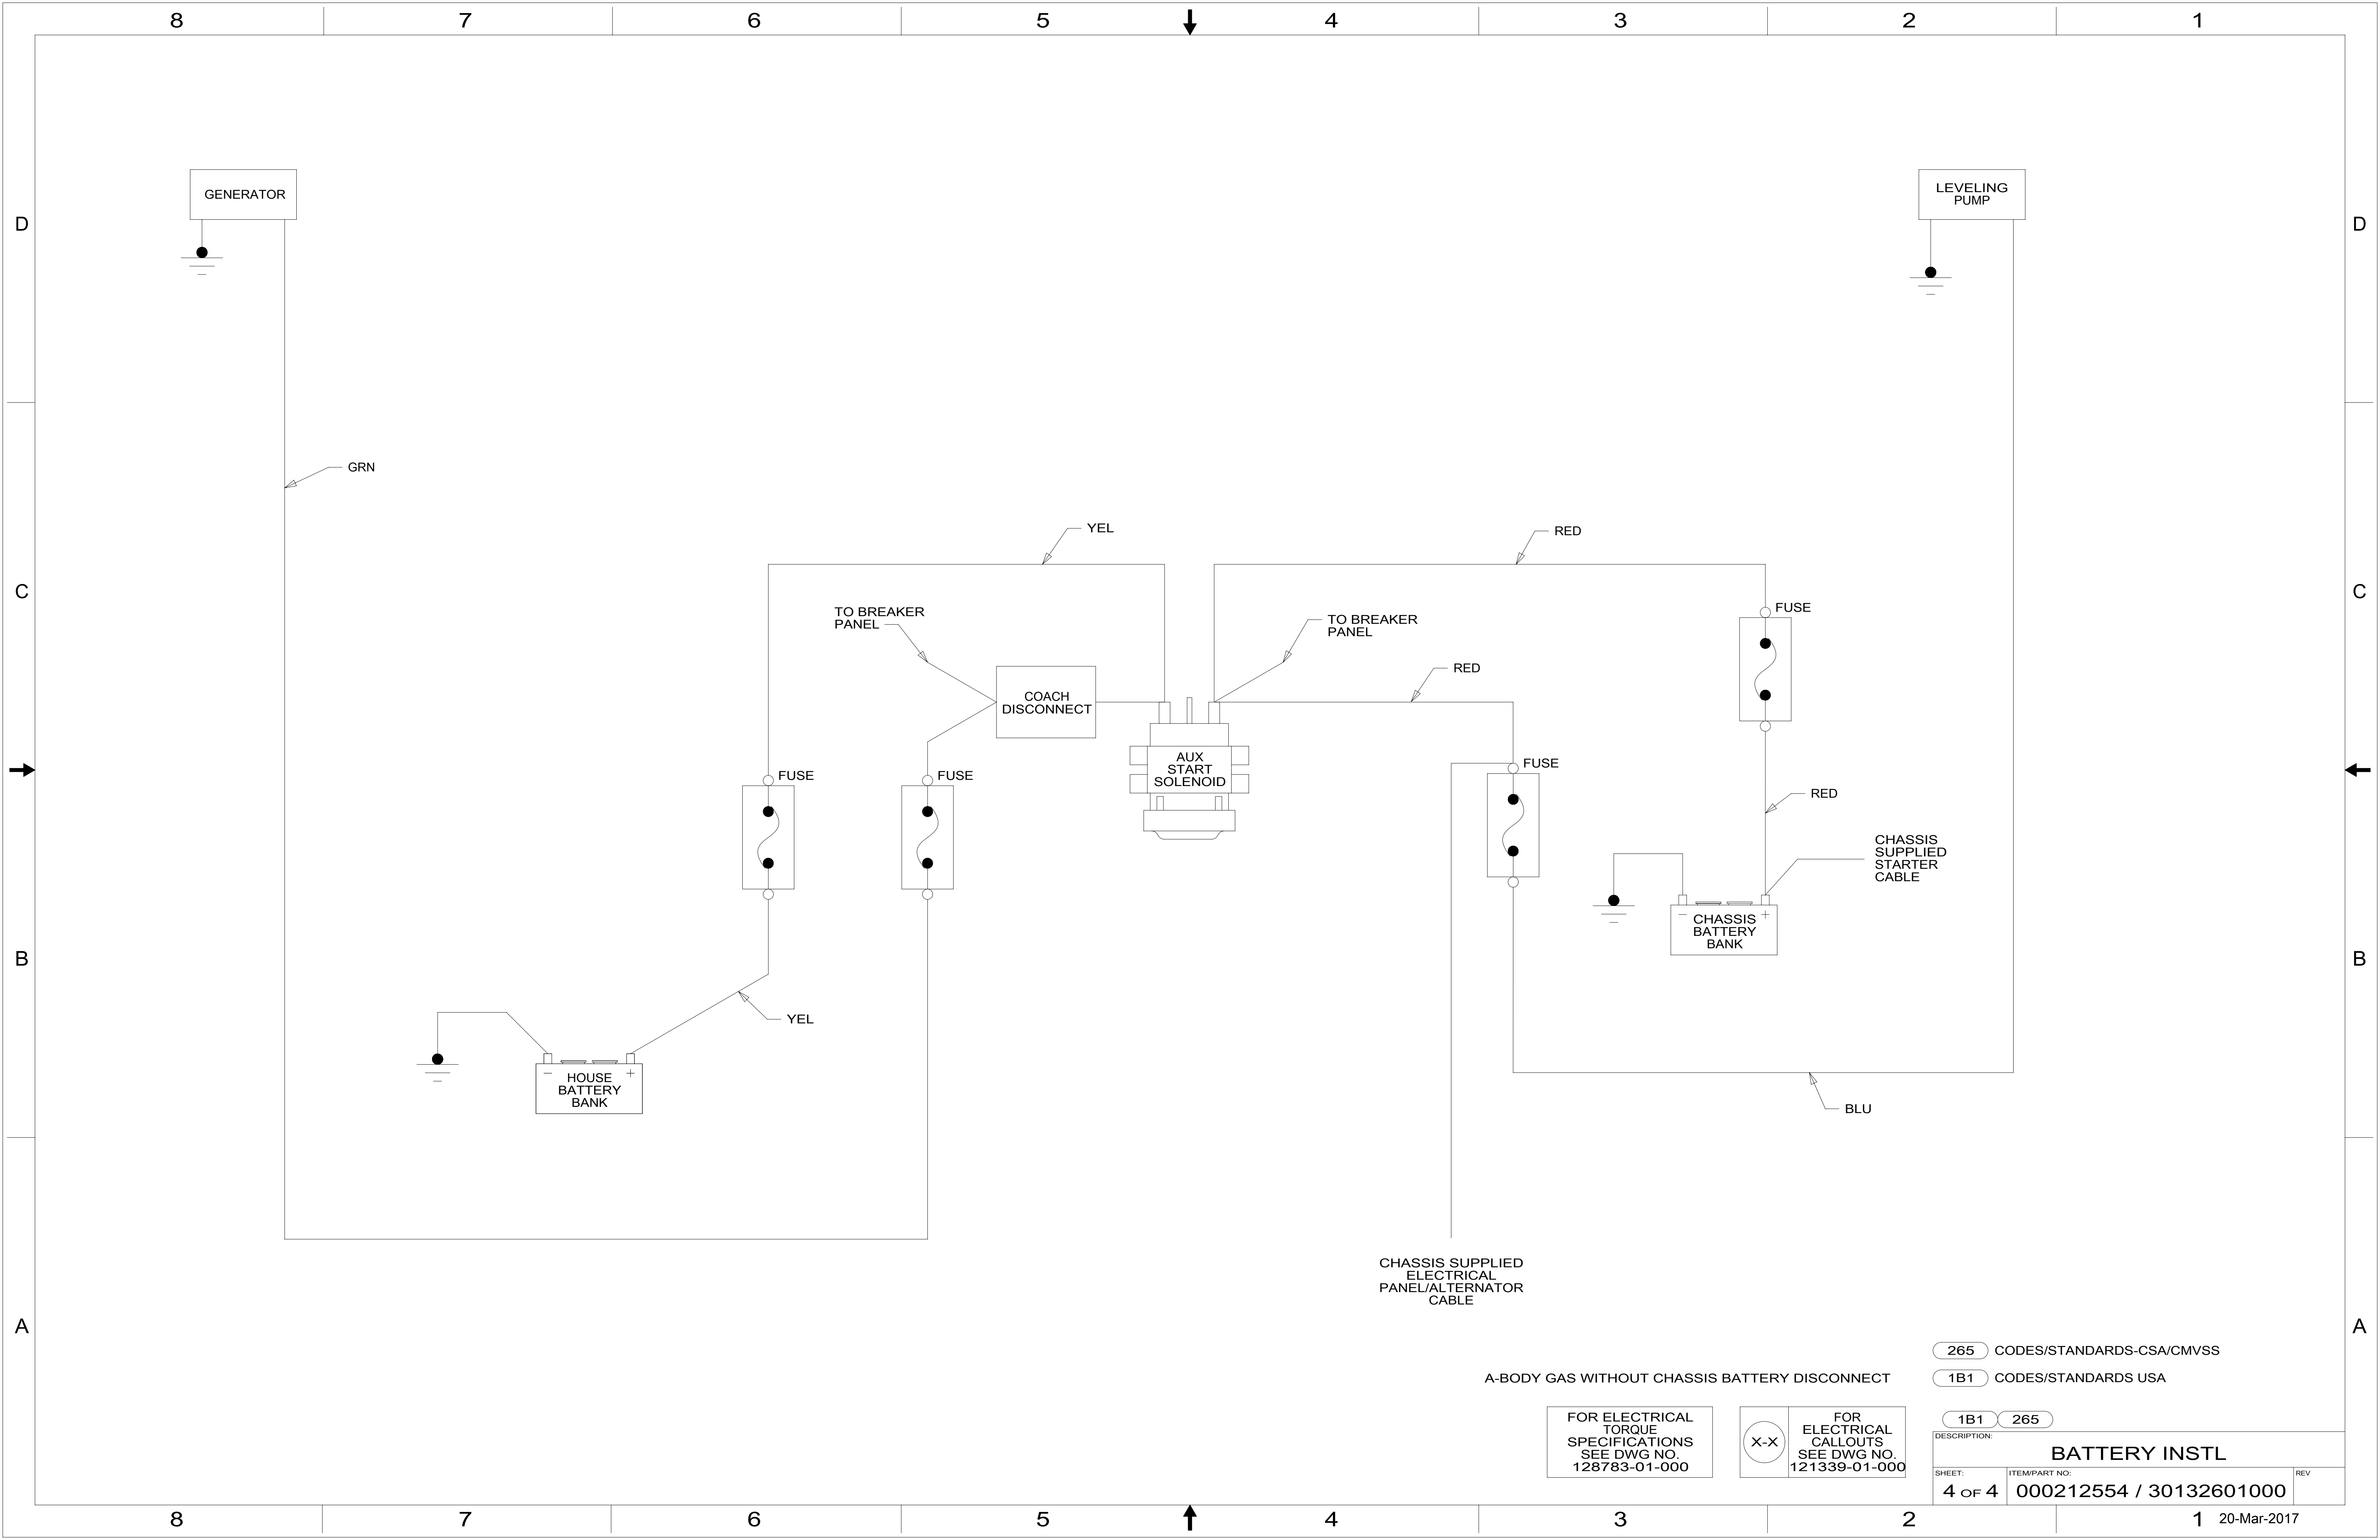 8 7 6 5 4 3 2 1
GENERATOR
LEVELING
PUMP
D
D
GRN
YEL
RED
C
C
TO BREAKER
PANEL
TO BREAKER
PANEL
FUSE
RED
COACH
DISCONNECT
AUX
START
SOLENOID
FUSE
FUSE
FUSE
RED
CHASSIS
SUPPLIED
STARTER
CABLE
- CHASSIS +
BATTERY
BANK
B
B
YEL
- HOUSE +
BATTERY
BANK
BLU
CHASSIS SUPPLIED
ELECTRICAL
PANEL/ALTERNATOR
CABLE
A
A
265 CODES/STANDARDS-CSA/CMVSS
A-BODY GAS WITHOUT CHASSIS BATTERY DISCONNECT
1B1 CODES/STANDARDS USA
FOR ELECTRICAL
TORQUE
SPECIFICATIONS
SEE DWG NO.
128783-01-000
X-X
FOR
ELECTRICAL
CALLOUTS
SEE DWG NO.
121339-01-000
1B1 265
DESCRIPTION:
BATTERY INSTL
SHEET:
4 OF 4
ITEM/PART NO:
000212554 / 30132601000
REV
8 7 6 5 4 3 2 1
20-Mar-2017